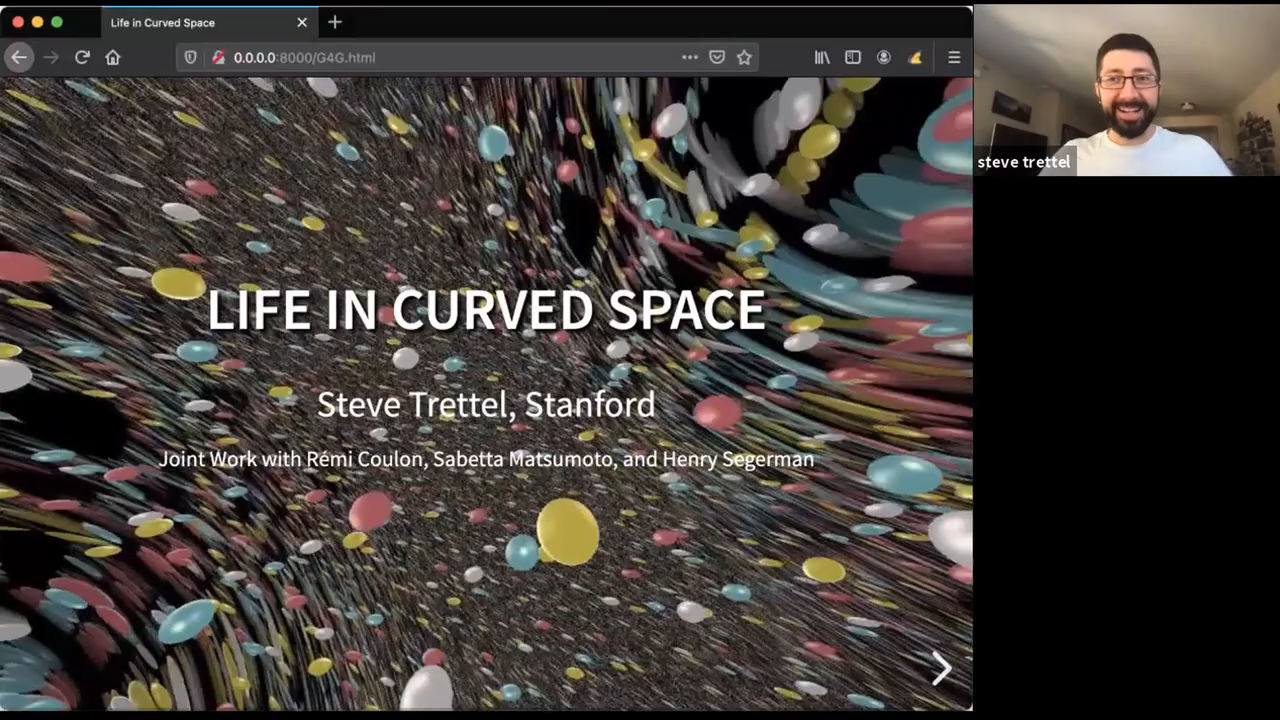 Life in Curved Space
0.0.0.0:8000/G4G.html
steve trettel
LIFE IN CURVED SPACE
Steve Trettel, Stanford
Joint Work with Rémi Coulon, Sabetta Matsumoto, and Henry Segerman